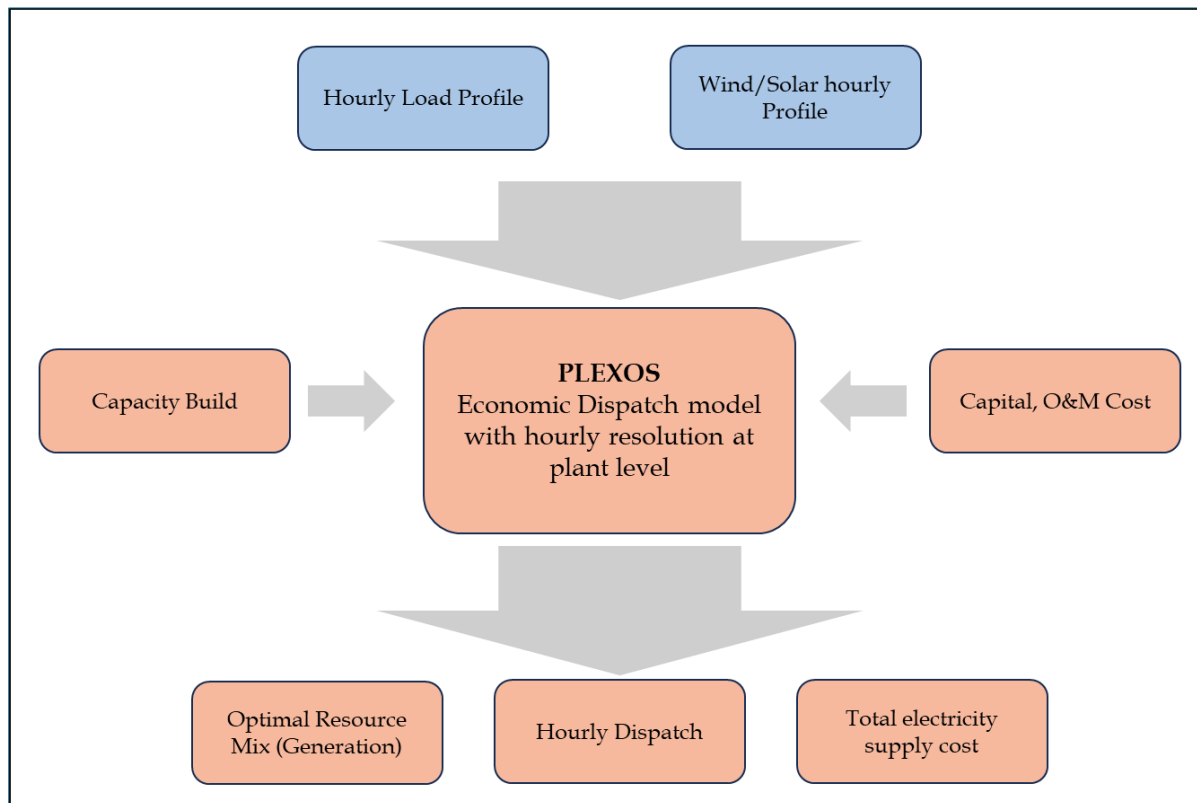 Hourly Load Profile
Wind/Solar hourly
Profile
Capacity Build
PLEXOS
Economic Dispatch model
with hourly resolution at
plant level
Capital, O&M Cost
Optimal Resource
Mix (Generation)
Hourly Dispatch
Total electricity
supply cost